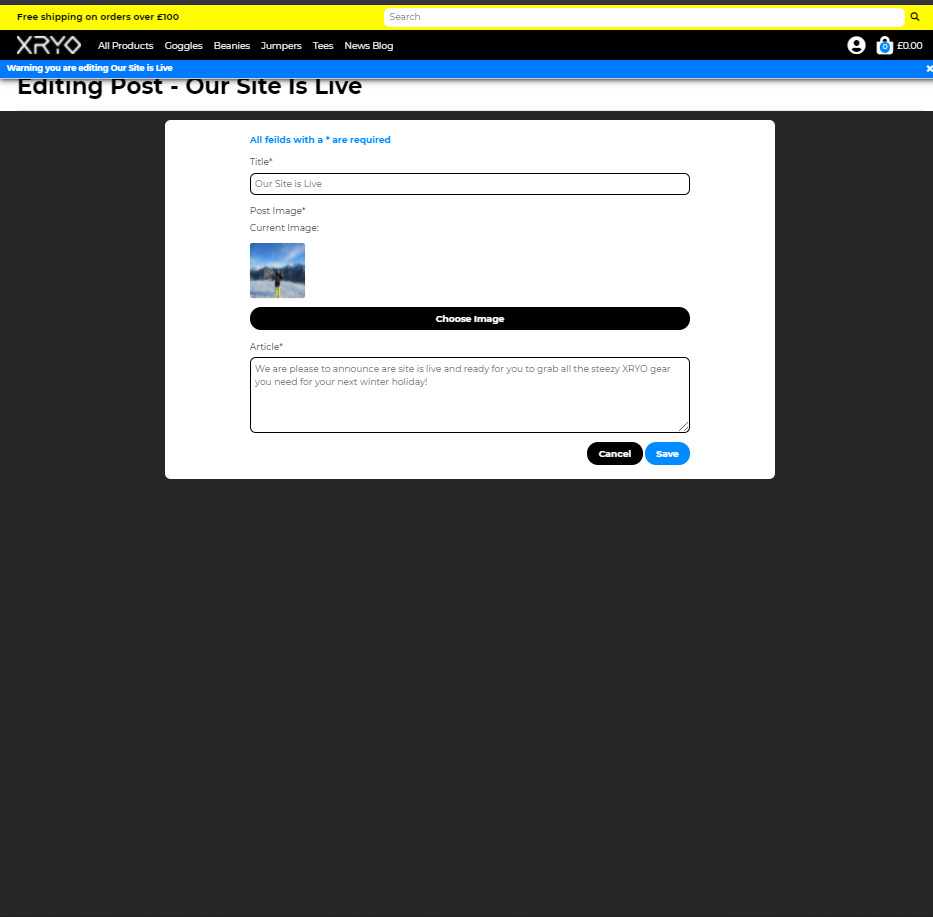 Free shipping on orders over £100
Search
XRYO
All Products Goggles Beanies Jumpers Tees News Blog
0 £0.00
Warning you are editing Our Site is Live
×
Editing Post - Our Site Is Live
All feilds with a * are required
Title*
Our Site is Live
Post Image*
Current Image:
Choose Image
Article*
We are please to announce are site is live and ready for you to grab all the steezy XRYO gear
you need for your next winter holiday!
Cancel Save